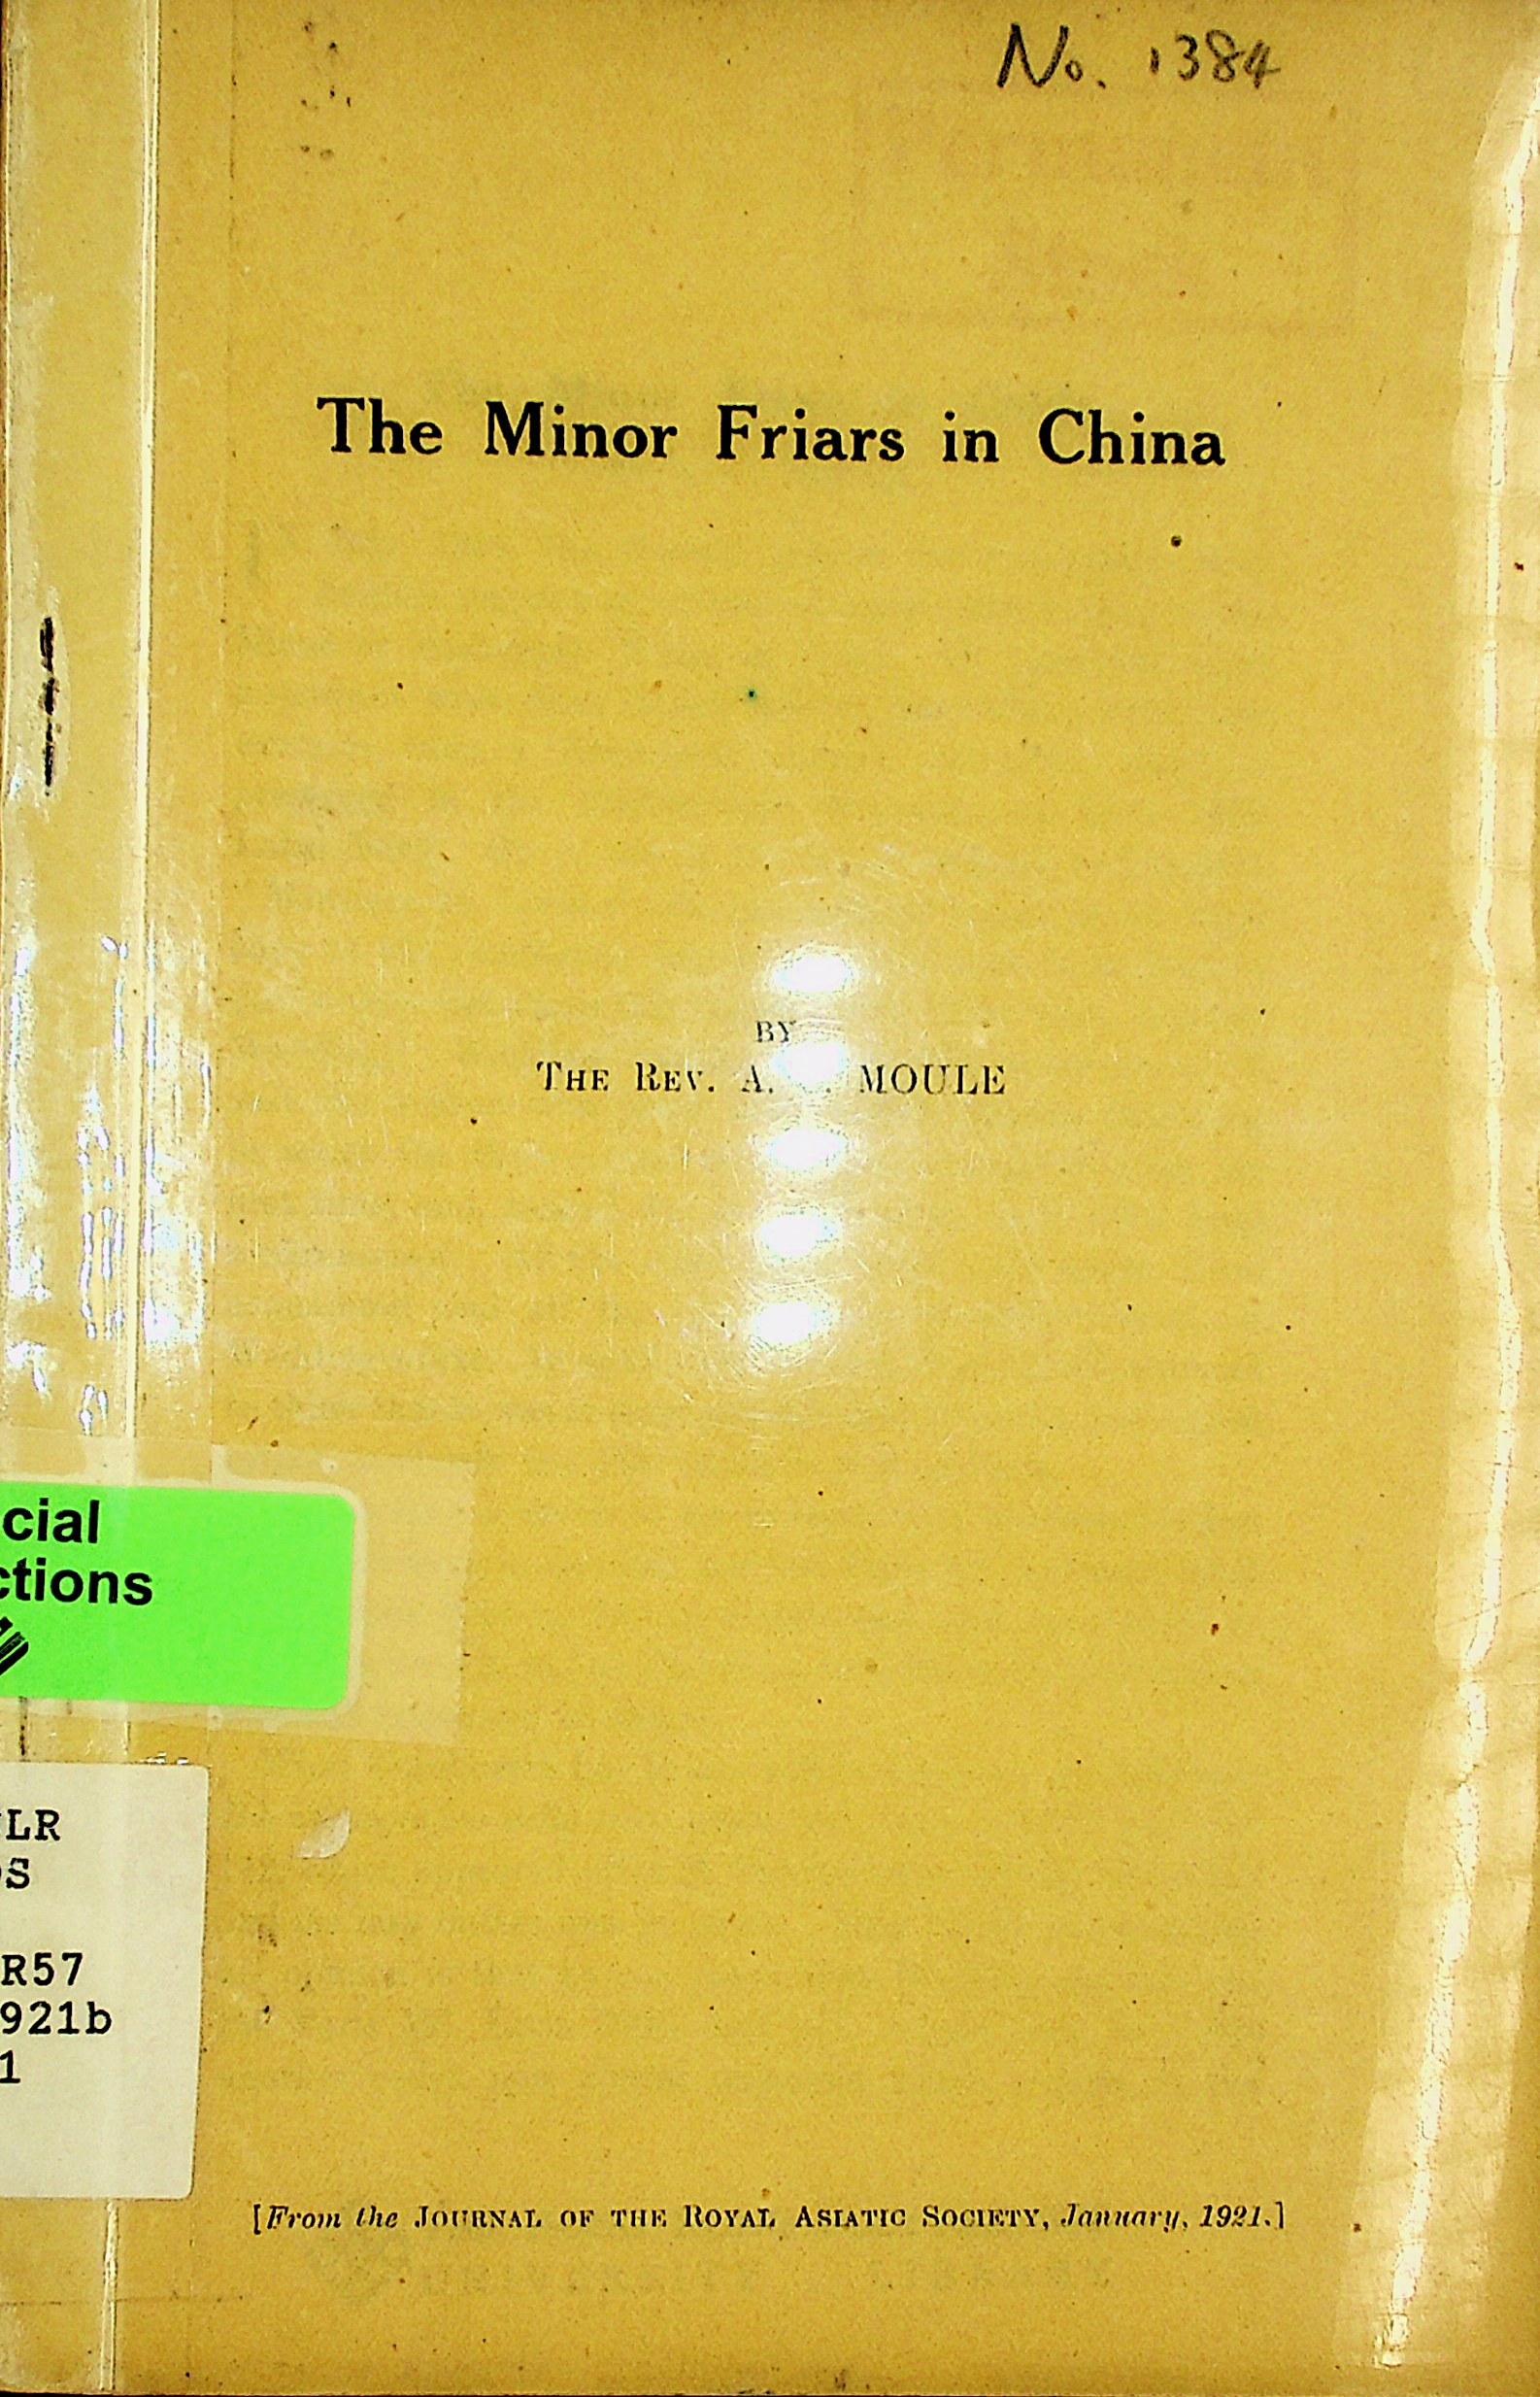 No. 1384
The Minor Friars in China
BY
THE REV. A. MOULE
cial
ctions
LR
S
R57
921b
1
[From the JOURNAL OF THE ROYAL ASIATIC SOCIETY, January, 1921.]